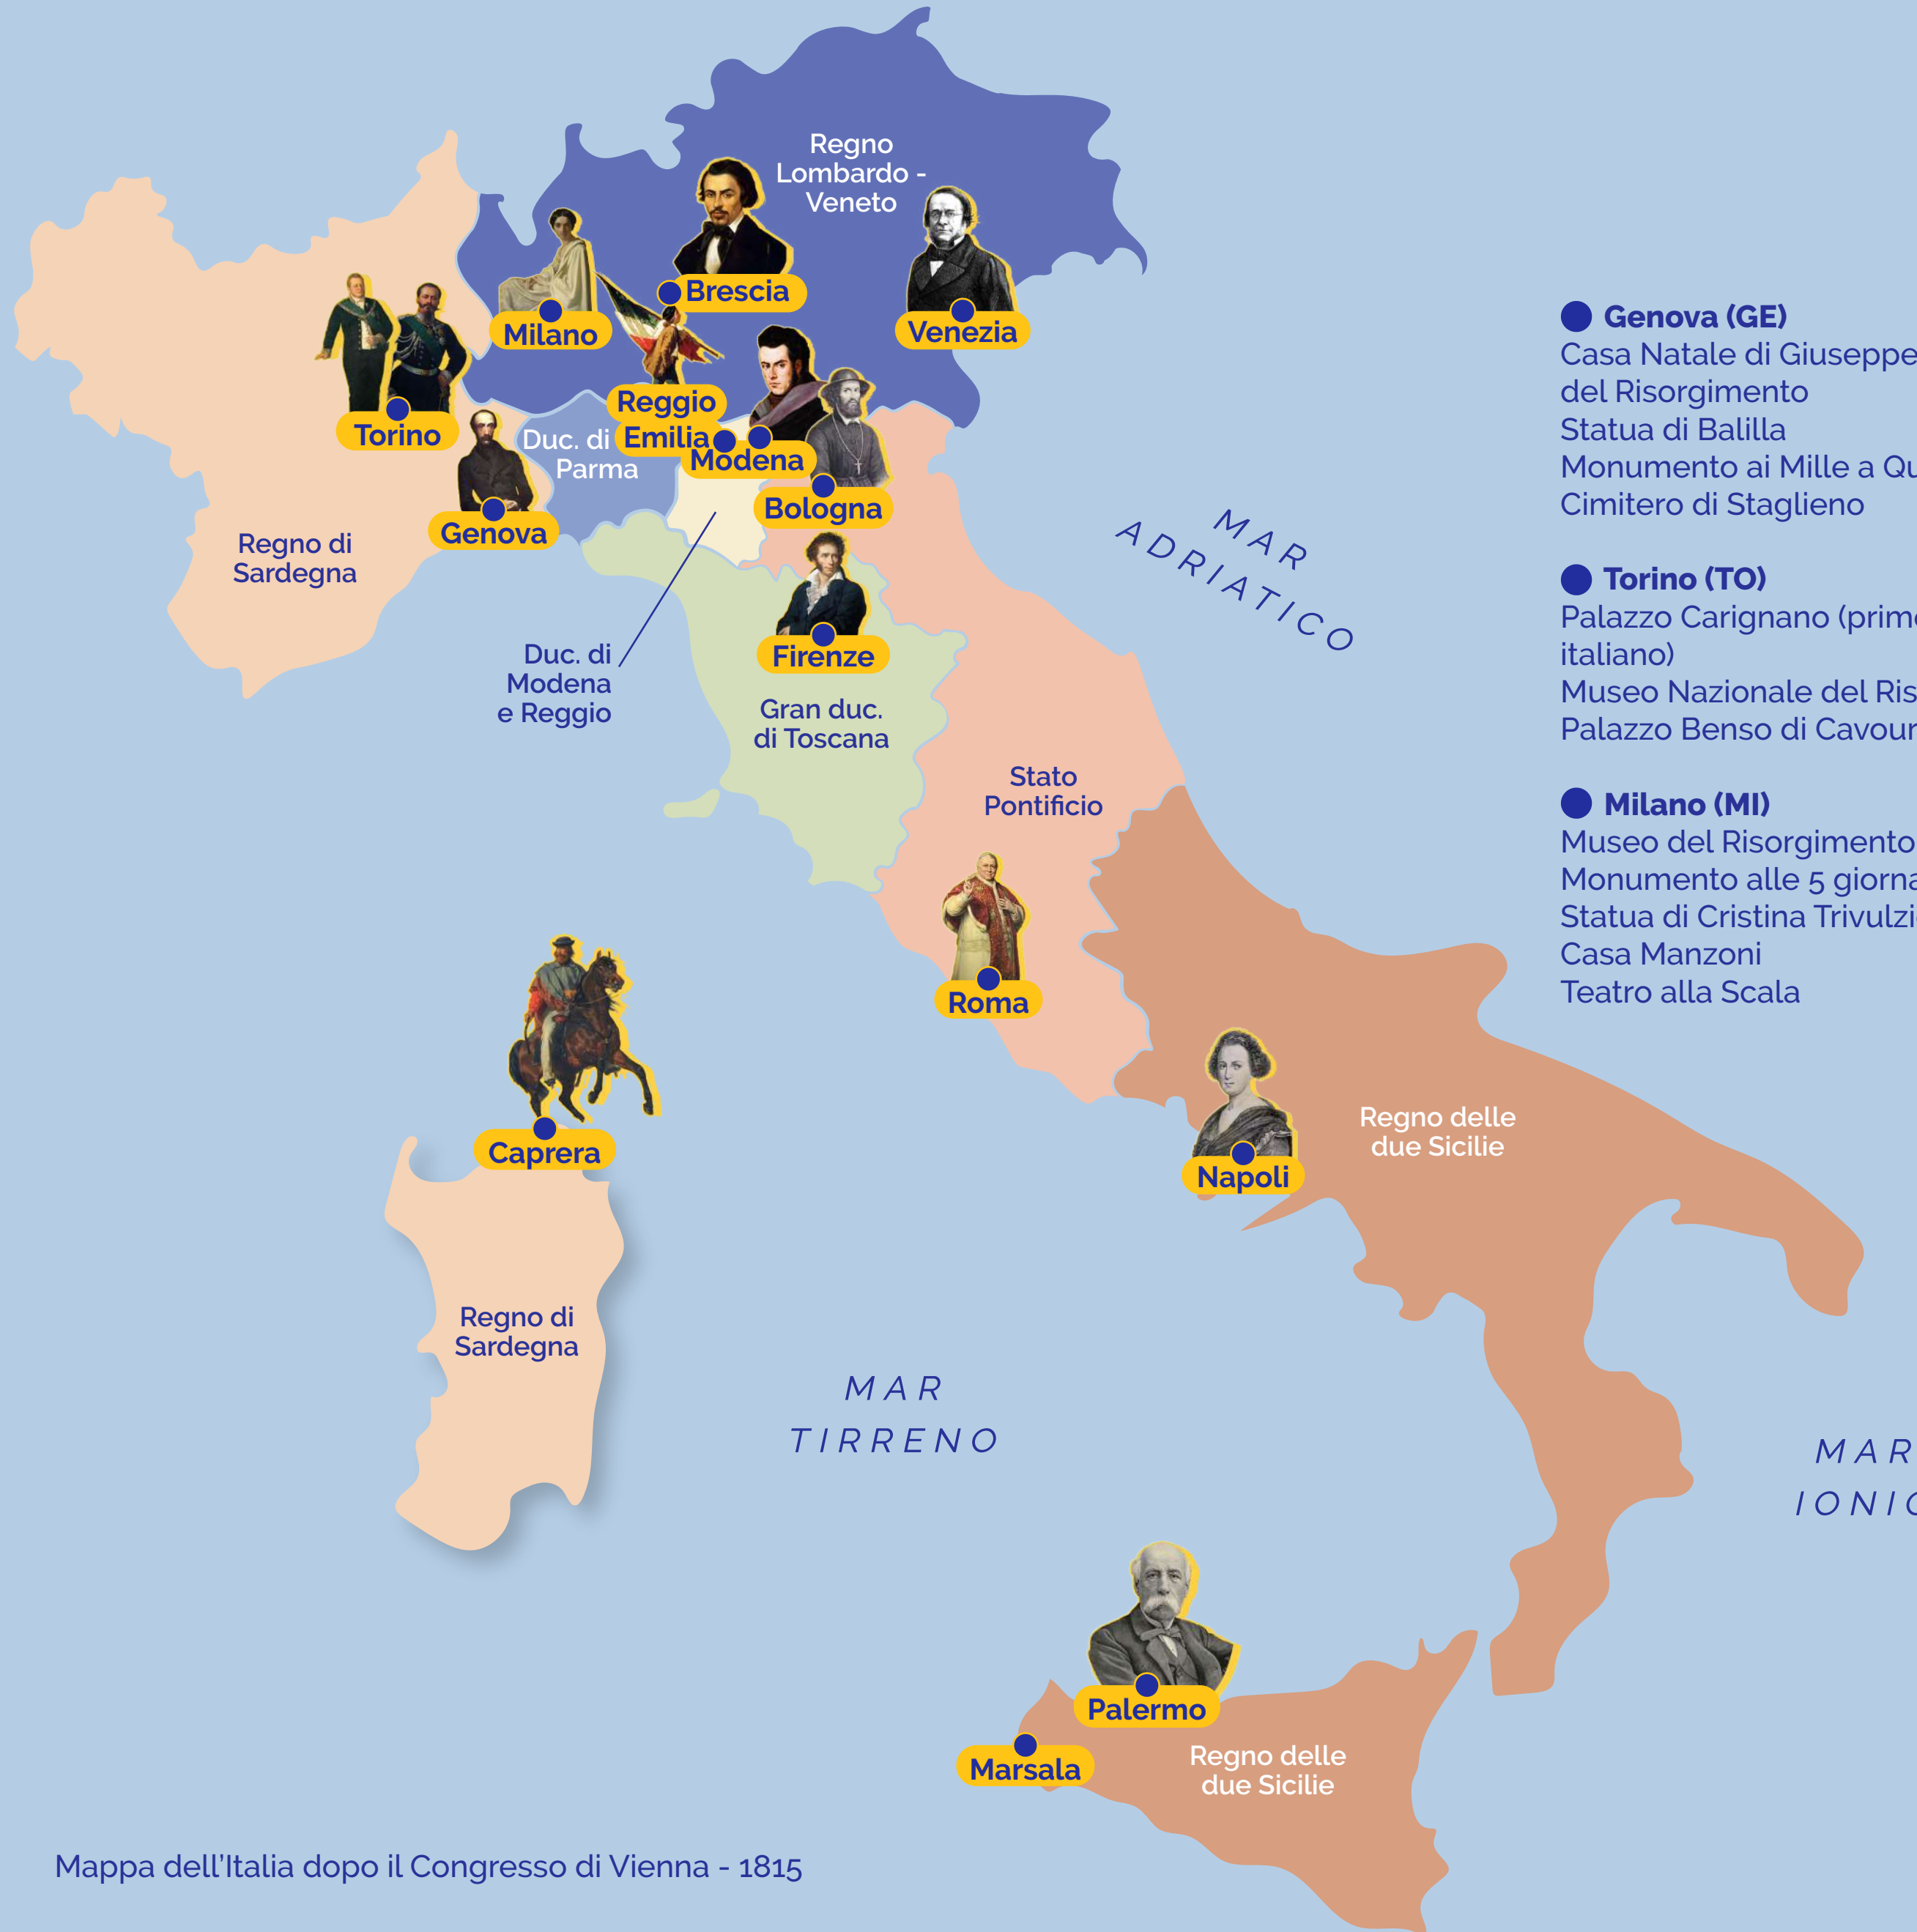 Regno
Lombardo -
Veneto
Brescia
Milano
Venezia
Reggio
Emilia
Torino
Duc. di
Parma
Modena
Bologna
Genova
Regno di
Sardegna
MAR
ADRIATICO
Duc. di
Modena
e Reggio
Firenze
Gran duc.
di Toscana
Stato
Pontificio
Roma
Caprera
Napoli
Regno delle
due Sicilie
Regno di
Sardegna
MAR
TIRRENO
MAR
IONIC
Palermo
Marsala
Regno delle
due Sicilie
Mappa dell'Italia dopo il Congresso di Vienna - 1815
Genova (GE)
Casa Natale di Giuseppe
del Risorgimento
Statua di Balilla
Monumento ai Mille a Qu
Cimitero di Staglieno
Torino (TO)
Palazzo Carignano (prim
italiano)
Museo Nazionale del Ris
Palazzo Benso di Cavour
Milano (MI)
Museo del Risorgimento
Monumento alle 5 giorna
Statua di Cristina Trivulzi
Casa Manzoni
Teatro alla Scala